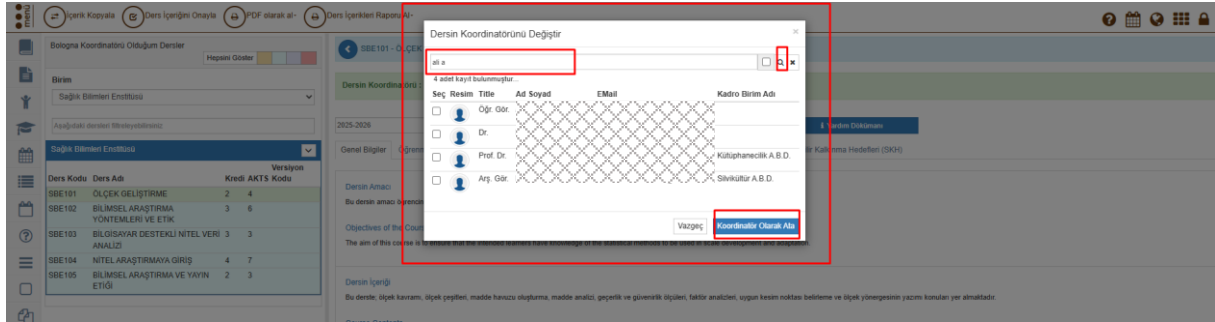 menü
İçerik Kopyala
Ders İçeriğini Onayla
PDF olarak al-
Ders İçerikleri Raporu Al-
Bologna Koordinatörü Olduğum Dersler
Hepsini Göster
Birim
Sağlık Bilimleri Enstitüsü
Aşağıdaki dersleri filtreleyebilirsiniz
Sağlık Bilimleri Enstitüsü
Ders Kodu Ders Adı Kredi AKTS Versiyon Kodu
SBE101 ÖLÇEK GELİŞTİRME 2 4
SBE102 BİLİMSEL ARAŞTIRMA YÖNTEMLERİ VE ETİK 3 6
SBE103 BİLGİSAYAR DESTEKLİ NİTEL VERİ ANALİZİ 3 3
SBE104 NİTEL ARAŞTIRMAYA GİRİŞ 4 7
SBE105 BİLİMSEL ARAŞTIRMA VE YAYIN ETİĞİ 2 3
SBE101 - ÖLÇEK
Dersin Koordinatörü :
2025-2026
Yardım Dökümanı
Genel Bilgiler
Kalkınma Hedefleri (SKH)
Dersin Amacı
Bu dersin amacı
Objectives of the
The aim of this course is to ensure that the intended learners have knowledge of the statistical methods to be used in scale development and adaptation.
Dersin İçeriği
Bu derste, ölçek kavramı, ölçek çeşitleri, madde havuzu oluşturma, madde analizi, geçerlik ve güvenirlik ölçüleri, faktör analizleri, uygun kesim noktası belirleme ve ölçek yönergesinin yazımı konuları yer almaktadır.
Dersin Koordinatörünü Değiştir
×
ali a
4 adet kayıt bulunmuştur...
Seç Resim Title Ad Soyad EMail Kadro Birim Adı
Öğr. Gör.
Dr.
Prof. Dr. Kütüphanecilik A.B.D.
Arş. Gör. Silvikültür A.B.D.
Vazgeç
Koordinatör Olarak Ata